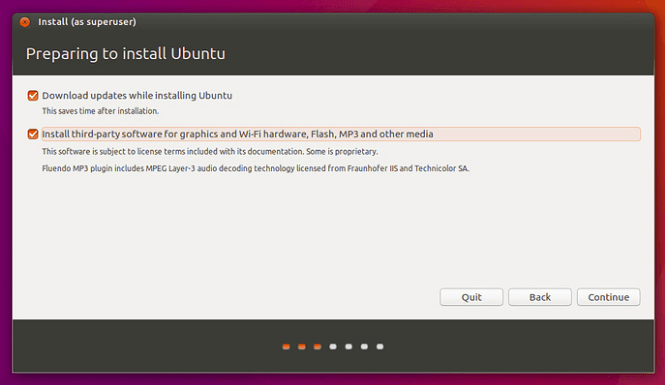 Install (as superuser)
Preparing to install Ubuntu
Download updates while installing Ubuntu
This saves time after installation.
Install third-party software for graphics and Wi-Fi hardware, Flash, MP3 and other media
This software is subject to license terms included with its documentation. Some is proprietary.
Fluendo MP3 plugin includes MPEG Layer-3 audio decoding technology licensed from Fraunhofer IIS and Technicolor SA.
Quit Back Continue